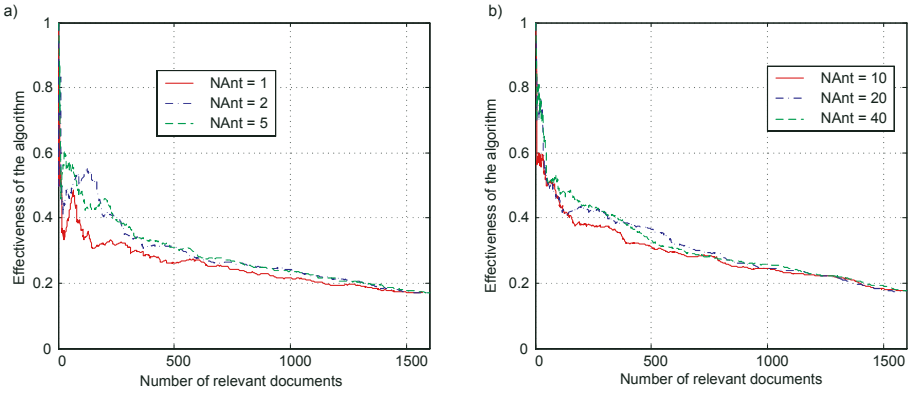 a)
Effectiveness of the algorithm
1
0.8
0.6
0.4
0.2
0
NAnt = 1
NAnt = 2
NAnt = 5
0 500 1000 1500
Number of relevant documents
b)
Effectiveness of the algorithm
1
0.8
0.6
0.4
0.2
0
NAnt = 10
NAnt = 20
NAnt = 40
0 500 1000 1500
Number of relevant documents